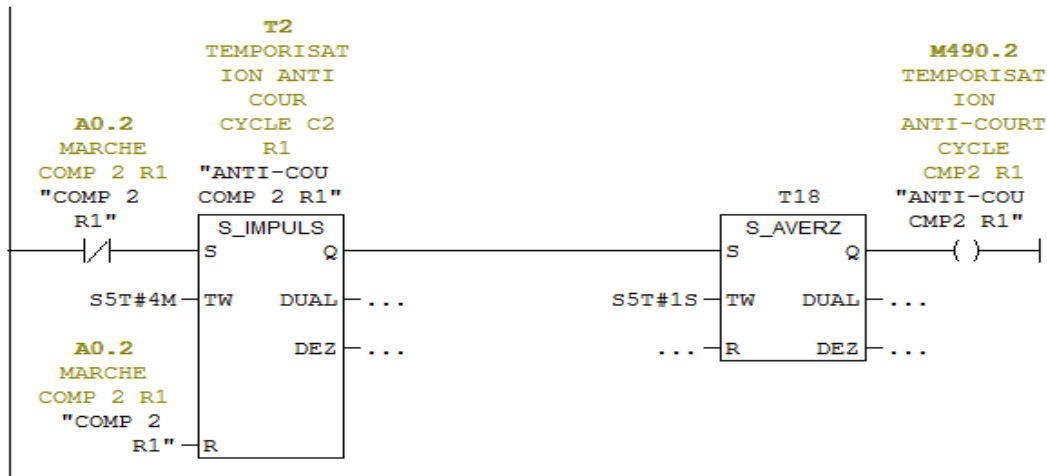 T2
TEMPORISAT
ION ANTI
COUR
CYCLE C2
R1
"ANTI-COU
COMP 2 R1"
A0.2
MARCHE
COMP 2 R1
"COMP 2
R1"
S_IMPULS
S Q
S5T#4M TW DUAL ...
DEZ ...
A0.2
MARCHE
COMP 2 R1
"COMP 2
R1" R
T18
S_AVERZ
S Q
S5T#1S TW DUAL ...
... R DEZ ...
M490.2
TEMPORISAT
ION
ANTI-COURT
CYCLE
CMP2 R1
"ANTI-COU
CMP2 R1"
( )